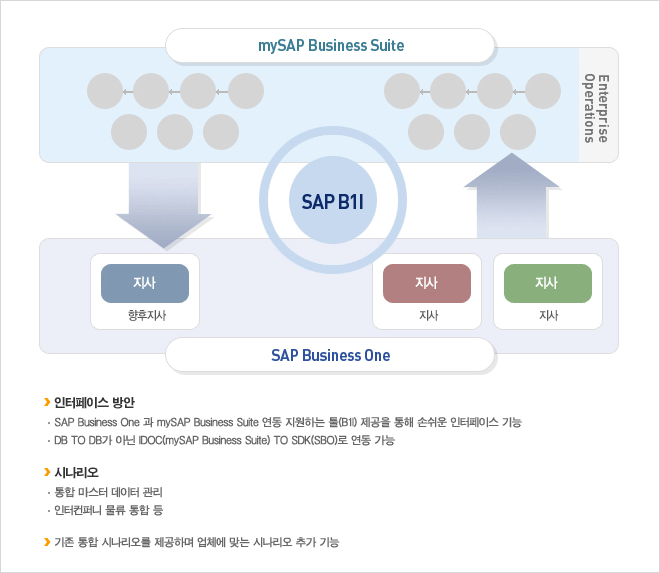 mySAP Business Suite
Enterprise
Operations
SAP B1I
지사
향후지사
지사
지사
지사
지사
SAP Business One
인터페이스 방안
· SAP Business One 과 mySAP Business Suite 연동 지원하는 툴(B1I) 제공을 통해 손쉬운 인터페이스 기능
· DB TO DB가 아닌 IDOC(mySAP Business Suite) TO SDK(SBO)로 연동 가능
시나리오
· 통합 마스터 데이터 관리
· 인터컨퍼니 물류 통합 등
기존 통합 시나리오를 제공하며 업체에 맞는 시나리오 추가 기능